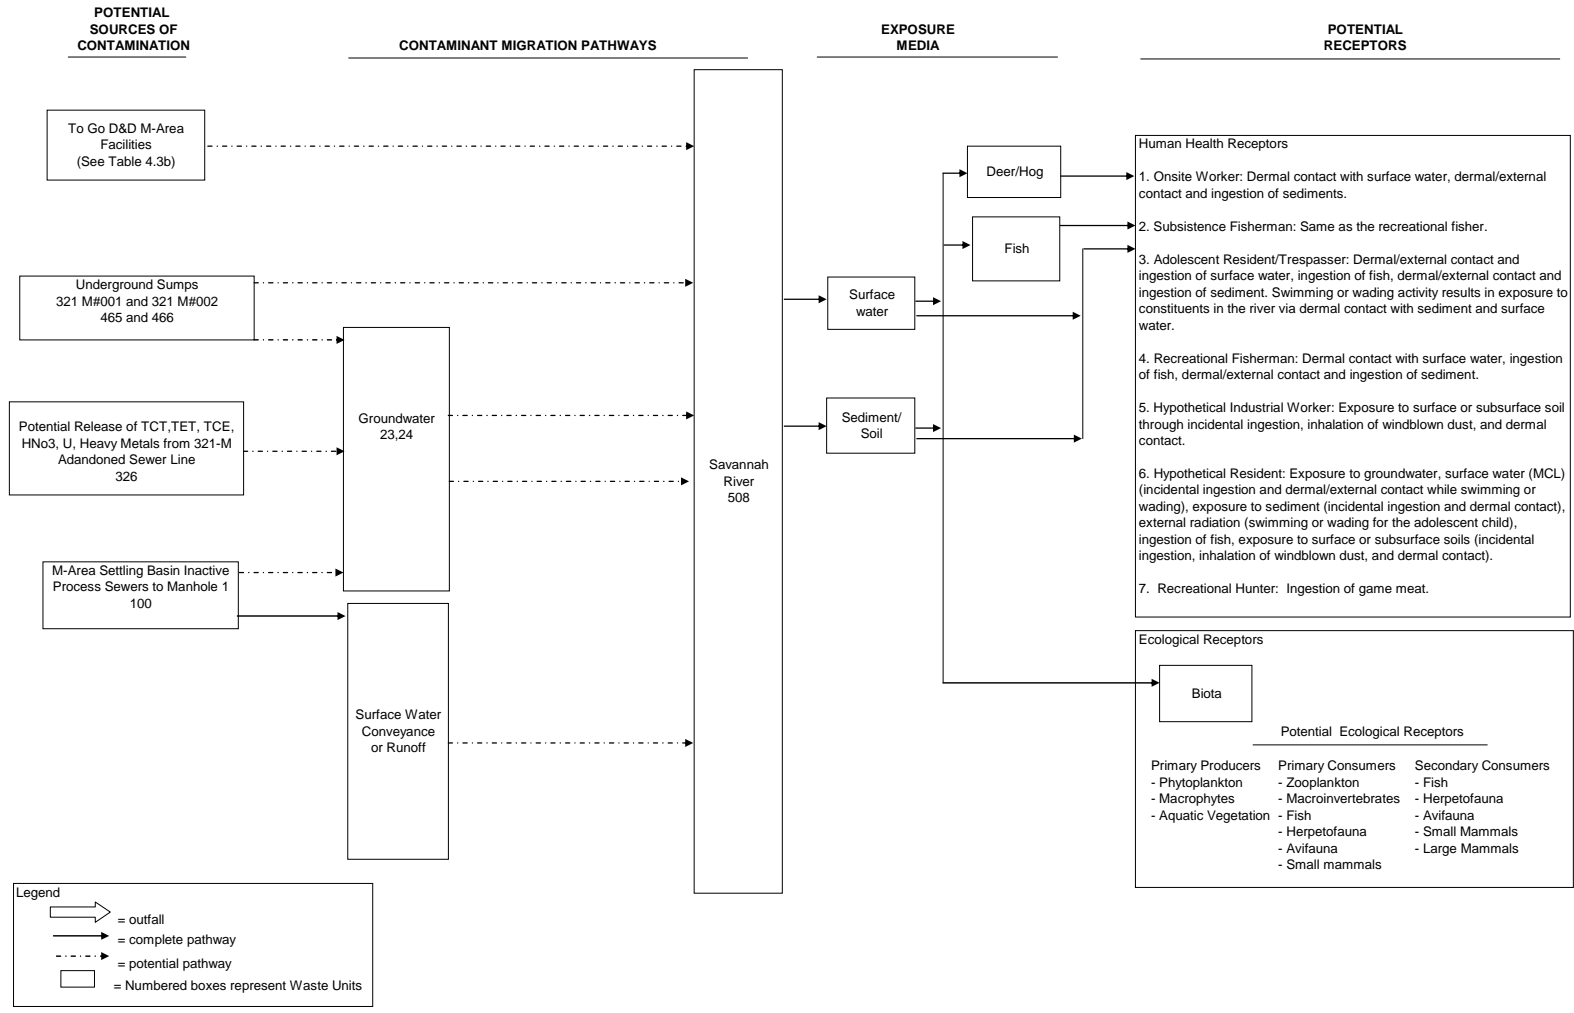 POTENTIAL
SOURCES OF
CONTAMINATION
CONTAMINANT MIGRATION PATHWAYS
EXPOSURE
MEDIA
POTENTIAL
RECEPTORS
To Go D&D M-Area
Facilities
(See Table 4.3b)
Underground Sumps
321 M#001 and 321 M#002
465 and 466
Potential Release of TCT,TET, TCE,
HNo3, U, Heavy Metals from 321-M
Adandoned Sewer Line
326
M-Area Settling Basin Inactive
Process Sewers to Manhole 1
100
Groundwater
23,24
Surface Water
Conveyance
or Runoff
Savannah
River
508
Surface
water
Sediment/
Soil
Deer/Hog
Fish
Human Health Receptors
1. Onsite Worker: Dermal contact with surface water, dermal/external
contact and ingestion of sediments.
2. Subsistence Fisherman: Same as the recreational fisher.
3. Adolescent Resident/Trespasser: Dermal/external contact and
ingestion of surface water, ingestion of fish, dermal/external contact and
ingestion of sediment. Swimming or wading activity results in exposure to
constituents in the river via dermal contact with sediment and surface
water.
4. Recreational Fisherman: Dermal contact with surface water, ingestion
of fish, dermal/external contact and ingestion of sediment.
5. Hypothetical Industrial Worker: Exposure to surface or subsurface soil
through incidental ingestion, inhalation of windblown dust, and dermal
contact.
6. Hypothetical Resident: Exposure to groundwater, surface water (MCL)
(incidental ingestion and dermal/external contact while swimming or
wading), exposure to sediment (incidental ingestion and dermal contact),
external radiation (swimming or wading for the adolescent child),
ingestion of fish, exposure to surface or subsurface soils (incidental
ingestion, inhalation of windblown dust, and dermal contact).
7. Recreational Hunter: Ingestion of game meat.
Ecological Receptors
Biota
Potential Ecological Receptors
Primary Producers
- Phytoplankton
- Macrophytes
- Aquatic Vegetation
Primary Consumers
- Zooplankton
- Macroinvertebrates
- Fish
- Herpetofauna
- Avifauna
- Small mammals
Secondary Consumers
- Fish
- Herpetofauna
- Avifauna
- Small Mammals
- Large Mammals
Legend
= outfall
= complete pathway
= potential pathway
= Numbered boxes represent Waste Units